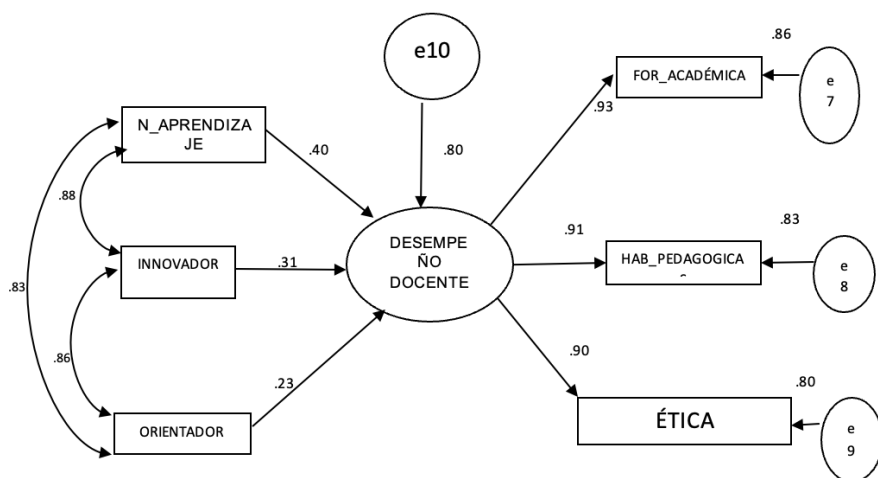 e10
.86
FOR_ACADÉMICA
e
7
.93
N_APRENDIZA
JE
.40
.80
.88
DESEMPE
ÑO
DOCENTE
INNOVADOR
.31
.91
.83
HAB_PEDAGOGICA
e
8
.83
.86
.23
.90
.80
ORIENTADOR
ÉTICA
e
9